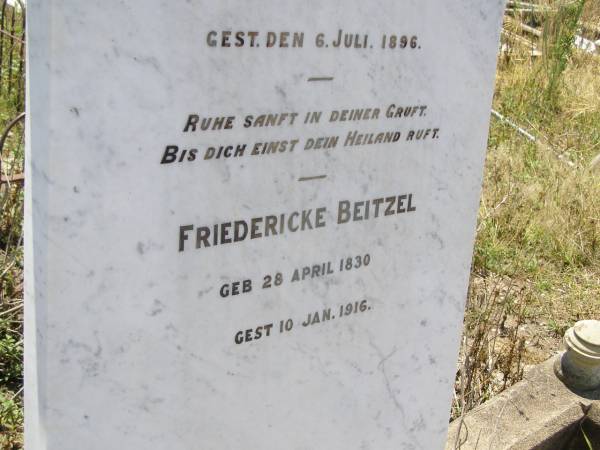 GEST. DEN 6. JULI. 1896.
RUHE SANFT IN DEINER GRUFT.
BIS DICH EINST DEIN HEILAND RUFT.
FRIEDERICKE BEITZEL
GEB 28 APRIL 1830
GEST 10 JAN. 1916.